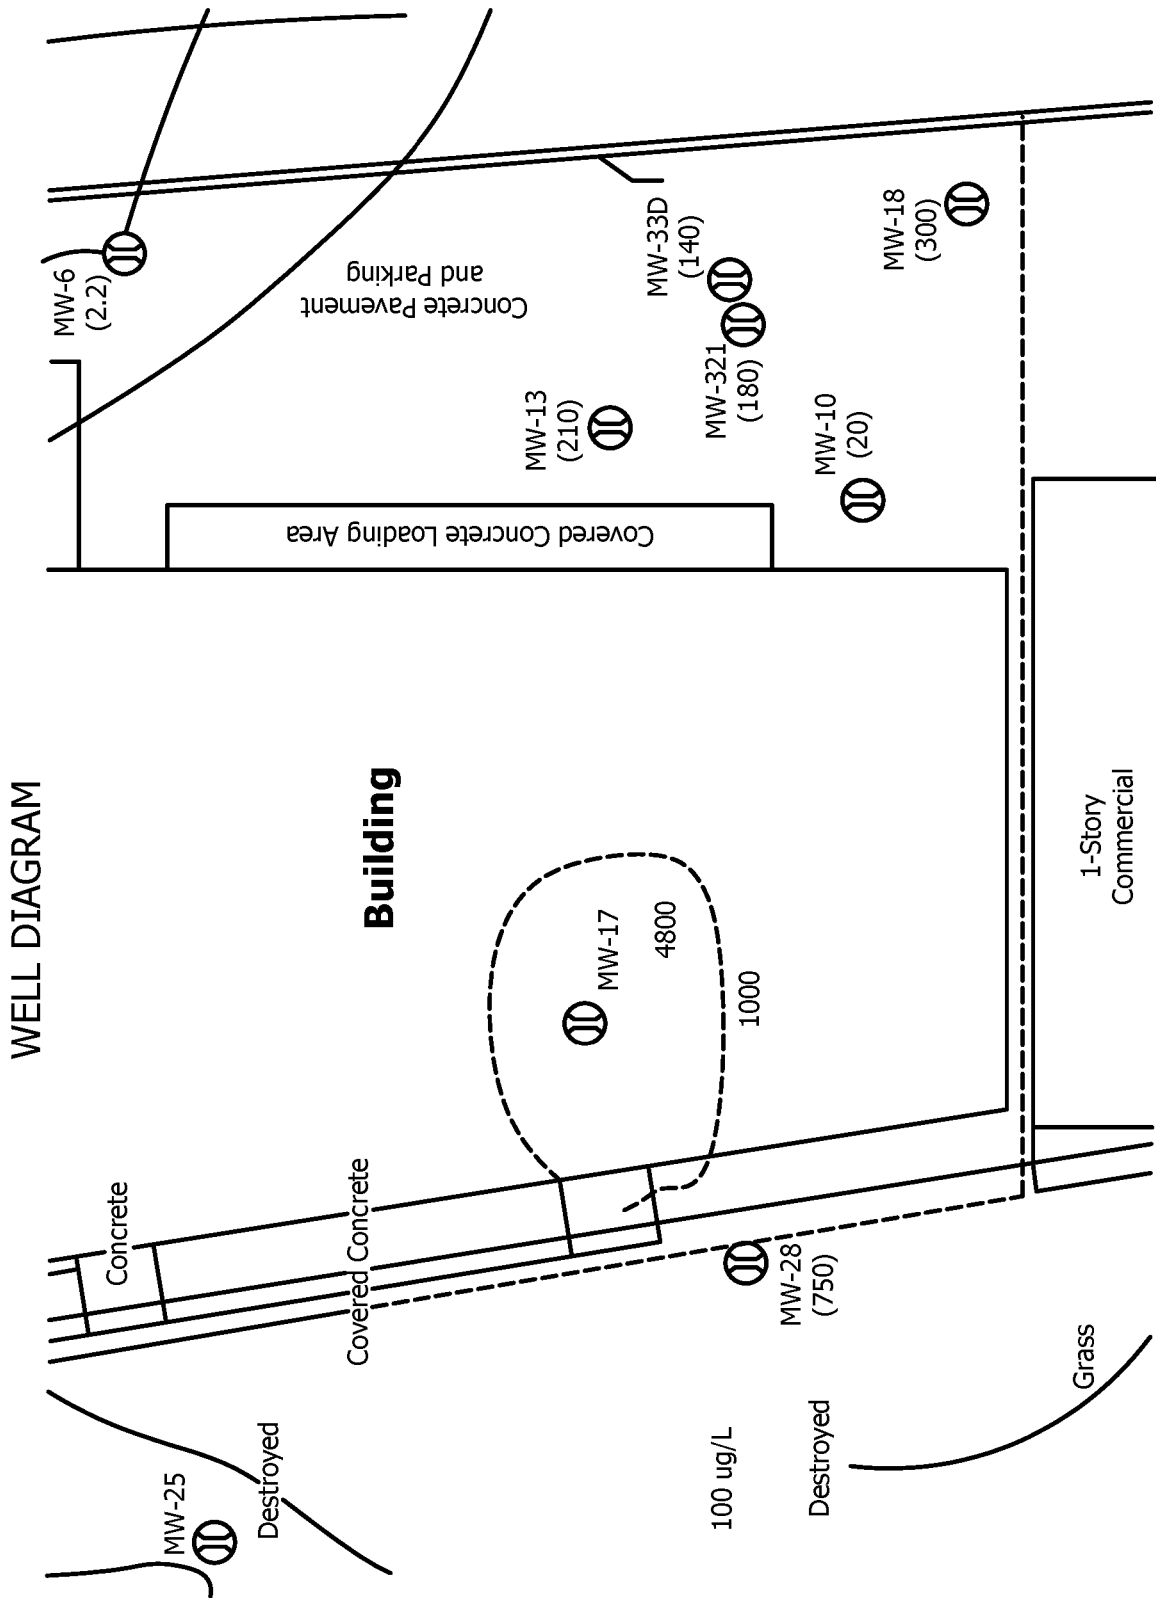 WELL DIAGRAM
MW-25
Destroyed
Concrete
Covered Concrete
Building
MW-6
(2.2)
Concrete Pavement
and Parking
Covered Concrete Loading Area
MW-13
(210)
MW-33D
(140)
MW-321
(180)
MW-10
(20)
MW-18
(300)
MW-17
4800
1000
MW-28
(750)
100 ug/L
Destroyed
Grass
1-Story
Commercial